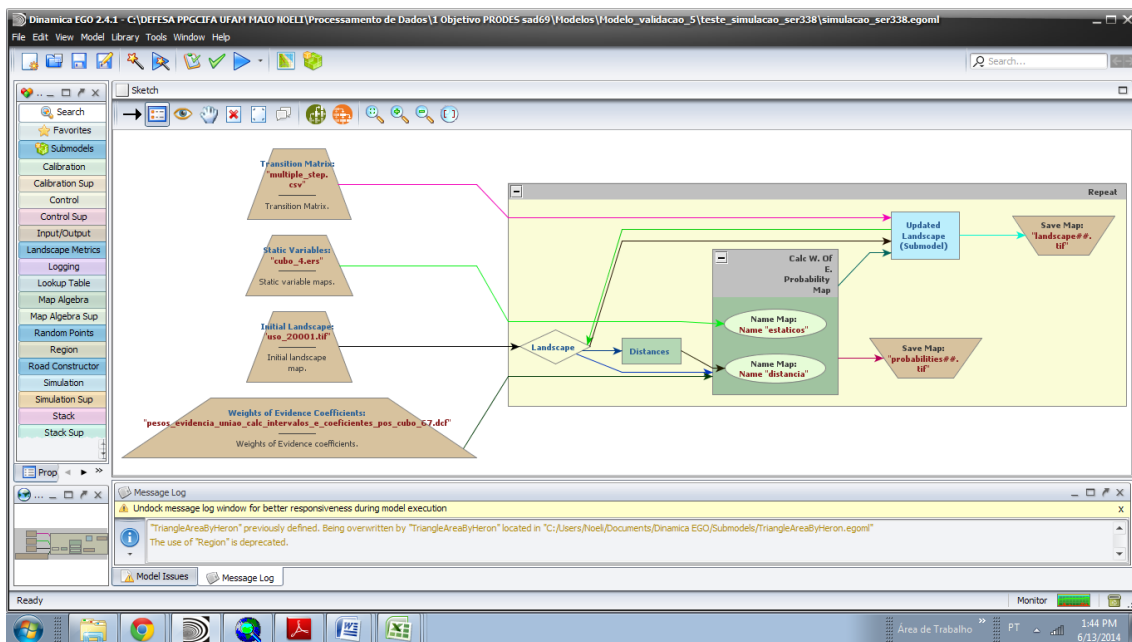 Dinamica EGO 2.4.1 - C:\DEFESA PPGCIFA UFAM MAIO NOELI\Processamento de Dados\1 Objetivo PRODES sad69\Modelos\Modelo_validacao_5\teste_simulacao_ser338\simulacao_ser338.egoml
File Edit View Model Library Tools Window Help
Search...
Sketch
Search
Favorites
Submodels
Calibration
Calibration Sup
Control
Control Sup
Input/Output
Landscape Metrics
Logging
Lookup Table
Map Algebra
Map Algebra Sup
Random Points
Region
Road Constructor
Simulation
Simulation Sup
Stack
Stack Sup
Prop
Transition Matrix:
"multiple_step.
csv"
Transition Matrix.
Static Variables:
"cubo_4.ers"
Static variable maps.
Initial Landscape:
"uso_20001.tif"
Initial landscape
map.
Weights of Evidence Coefficients:
"pesos_evidencia_uniao_calc_intervalos_e_coeficientes_pos_cubo_67.dcf"
Weights of Evidence coefficients.
Repeat
Landscape
Distances
Calc W. Of
E.
Probability
Map
Name Map:
Name "estaticos"
Name Map:
Name "distancia"
Updated
Landscape
(Submodel)
Save Map:
"landscape##.
tif"
Save Map:
"probabilities##.
tif"
Message Log
Undock message log window for better responsiveness during model execution
x
"TriangleAreaByHeron" previously defined. Being overwritten by "TriangleAreaByHeron" located in "C:/Users/Noeli/Documents/Dinamica EGO/Submodels/TriangleAreaByHeron.egoml"
The use of "Region" is deprecated.
Model Issues
Message Log
Ready
Monitor
Área de Trabalho
PT
1:44 PM
6/13/2014